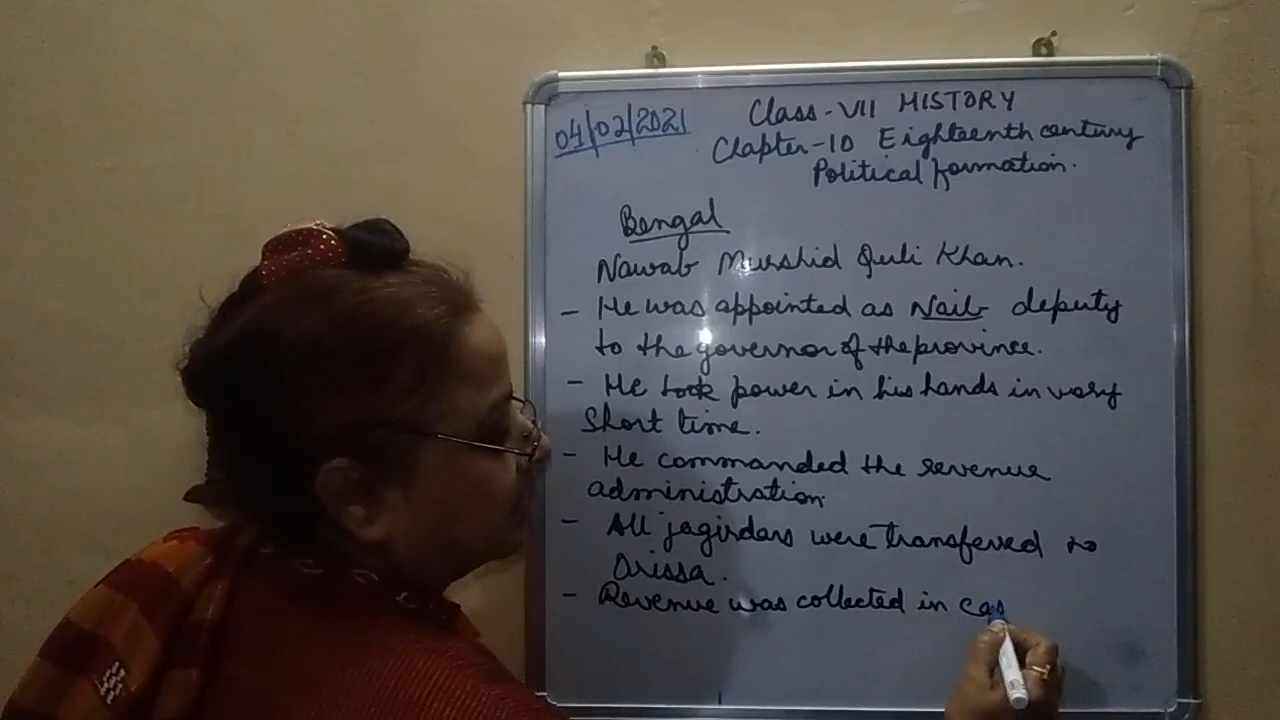 04/02/2021
Class-VII HISTORY
Chapter-10 Eighteenth century
Political formation.
Bengal
Nawab Murshid Quli Khan.
- He was appointed as Naib deputy
to the governor of the province.
- He took power in his hands in very
short time.
- He commanded the revenue
administration
- All jagirdars were transfered to
Orissa.
- Revenue was collected in cas